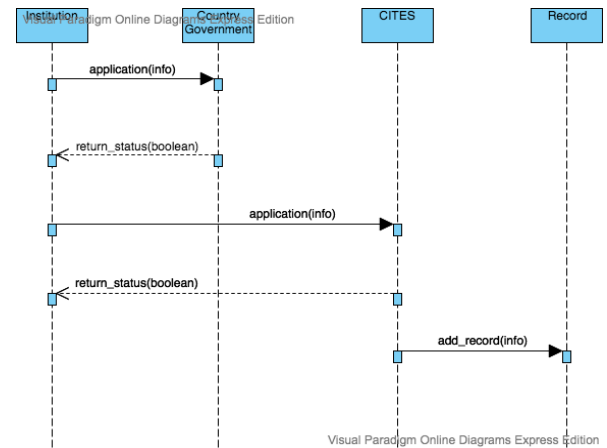 Visual Paradigm Online Diagrams Express Edition
Institution
Country
Government
CITES
Record
application(info)
return_status(boolean)
application(info)
return_status(boolean)
add_record(info)
Visual Paradigm Online Diagrams Express Edition